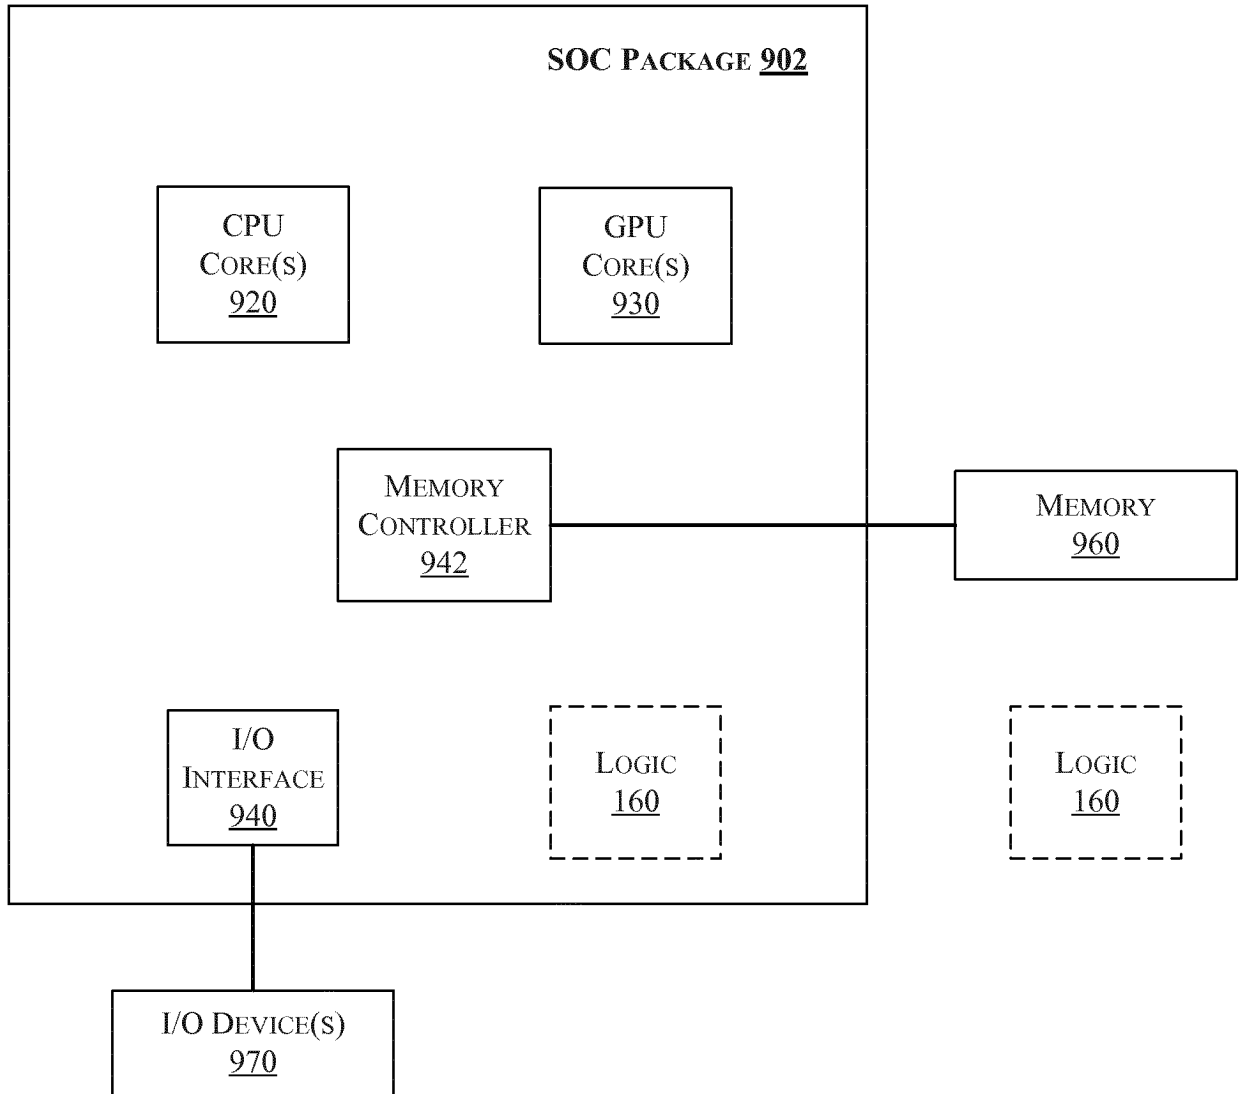 SOC PACKAGE 902
CPU
CORE(S)
920
GPU
CORE(S)
930
MEMORY
CONTROLLER
942
MEMORY
960
I/O
INTERFACE
940
LOGIC
160
LOGIC
160
I/O DEVICE(S)
970